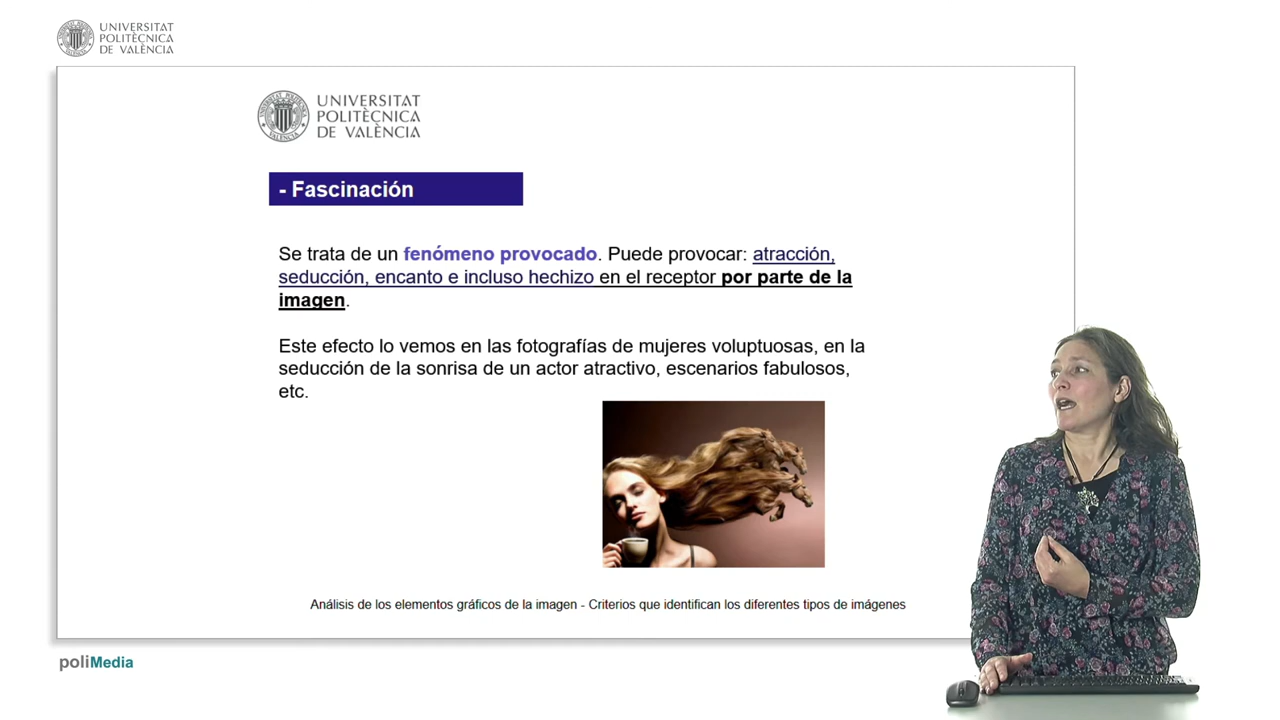 UNIVERSITAT
POLITÈCNICA
DE VALÈNCIA
UNIVERSITAT
POLITÈCNICA
DE VALÈNCIA
- Fascinación
Se trata de un fenómeno provocado. Puede provocar: atracción,
seducción, encanto e incluso hechizo en el receptor por parte de la
imagen.
Este efecto lo vemos en las fotografías de mujeres voluptuosas, en la
seducción de la sonrisa de un actor atractivo, escenarios fabulosos,
etc.
Análisis de los elementos gráficos de la imagen - Criterios que identifican los diferentes tipos de imágenes
poliMedia